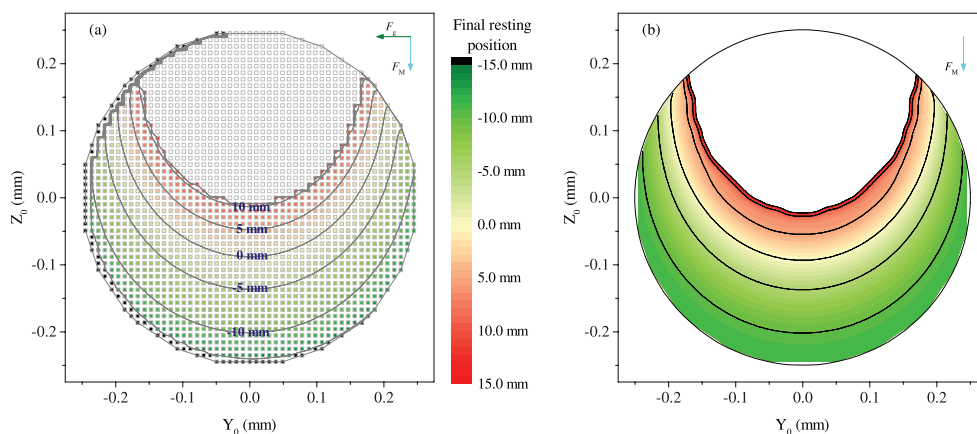 (a)
F_g
F_M
0.2
0.1
0.0
-0.1
-0.2
Z_0 (mm)
10 mm
5 mm
0 mm
-5 mm
-10 mm
-0.2 -0.1 0.0 0.1 0.2
Y_0 (mm)
Final resting
position
-15.0 mm
-10.0 mm
-5.0 mm
0.0 mm
5.0 mm
10.0 mm
15.0 mm
(b)
F_M
0.2
0.1
0.0
-0.1
-0.2
Z_0 (mm)
-0.2 -0.1 0.0 0.1 0.2
Y_0 (mm)